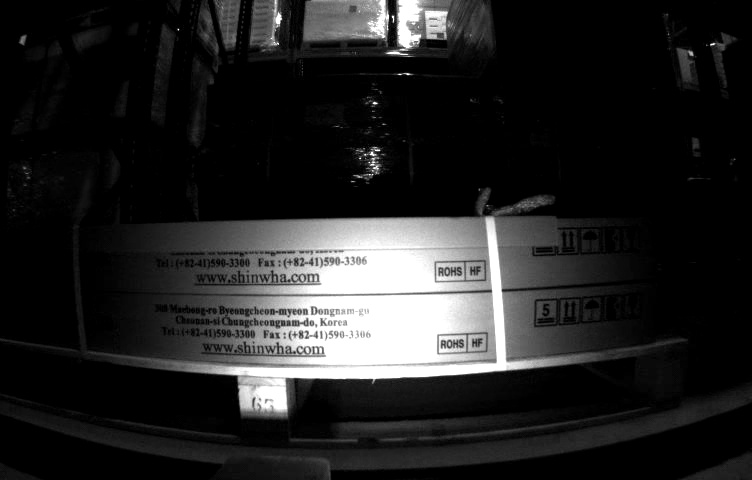 Tel : (+82-41)590-3300 Fax : (+82-41)590-3306
www.shinwha.com
ROHS HF
308 Maebong-ro Byeongcheon-myeon Dongnam-gu
Cheonan-si Chungcheongnam-do, Korea
Tel : (+82-41)590-3300 Fax : (+82-41)590-3306
www.shinwha.com
ROHS HF
5
63